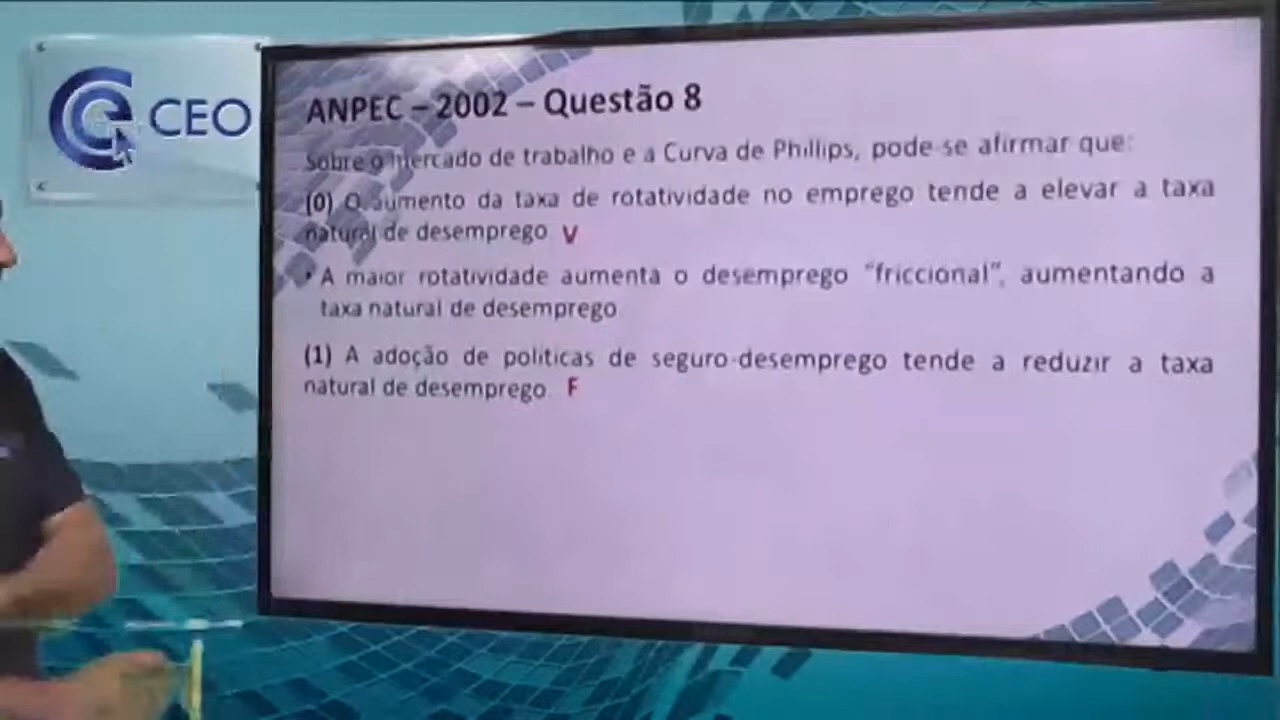 CEO
ANPEC – 2002 – Questão 8
Sobre o mercado de trabalho e a Curva de Phillips, pode-se afirmar que:
(0) O aumento da taxa de rotatividade no emprego tende a elevar a taxa
natural de desemprego V
• A maior rotatividade aumenta o desemprego “friccional”, aumentando a
taxa natural de desemprego
(1) A adoção de políticas de seguro-desemprego tende a reduzir a taxa
natural de desemprego F